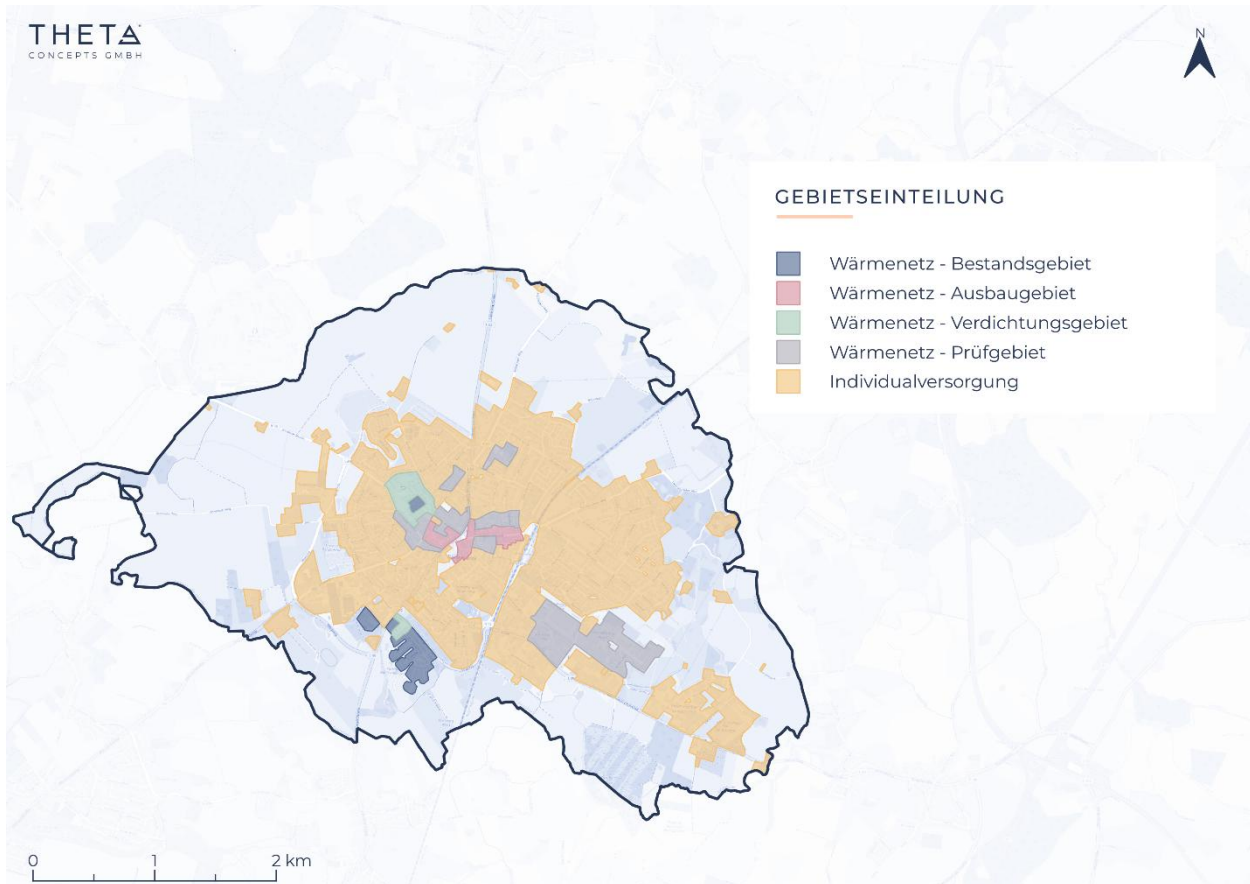 THETA
CONCEPTS GMBH
N
GEBIETSEINTEILUNG
Wärmenetz - Bestandsgebiet
Wärmenetz - Ausbaugebiet
Wärmenetz - Verdichtungsgebiet
Wärmenetz - Prüfgebiet
Individualversorgung
0 1 2 km